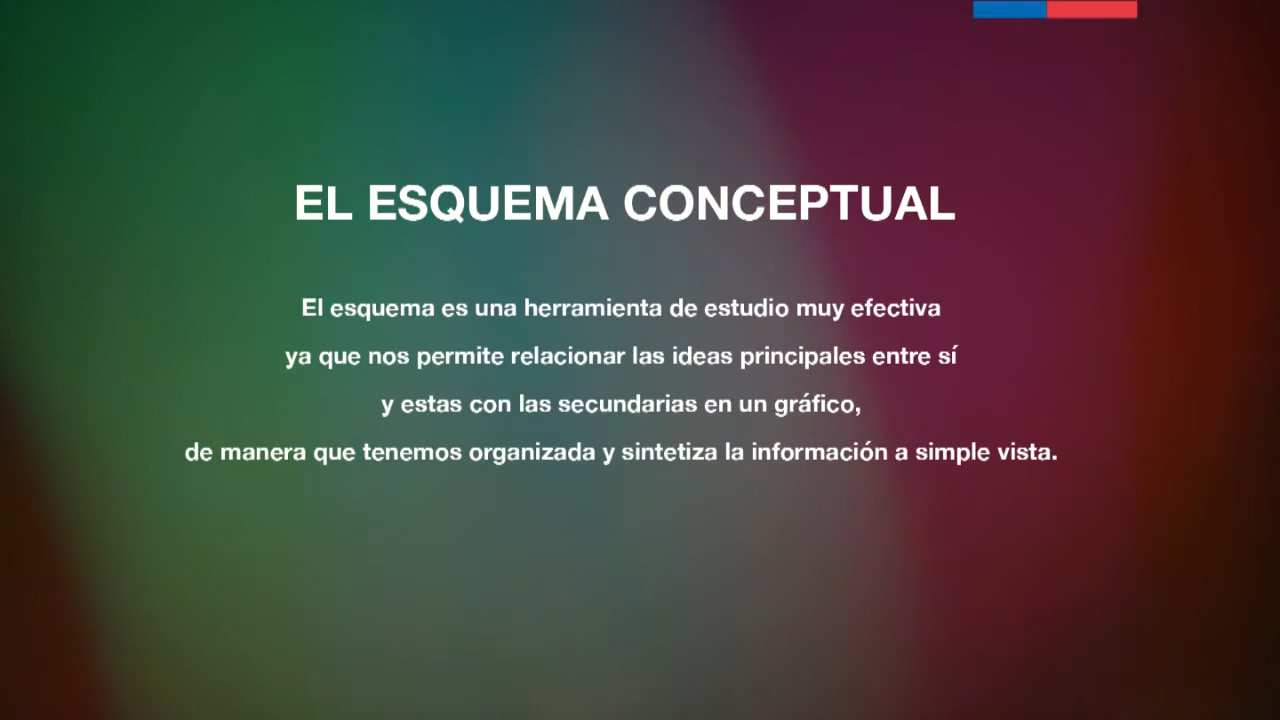 EL ESQUEMA CONCEPTUAL
El esquema es una herramienta de estudio muy efectiva
ya que nos permite relacionar las ideas principales entre sí
y estas con las secundarias en un gráfico,
de manera que tenemos organizada y sintetiza la información a simple vista.